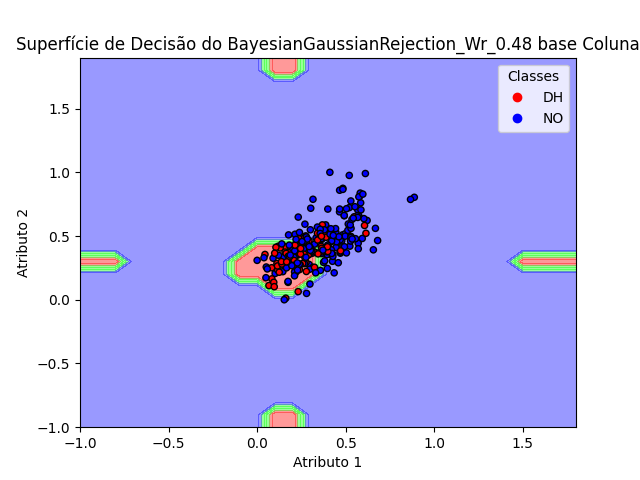 Superfície de Decisão do BayesianGaussianRejection_Wr_0.48 base Coluna
Classes
DH
NO
1.5
1.0
0.5
0.0
−0.5
−1.0
Atributo 2
−1.0
−0.5
0.0
0.5
1.0
1.5
Atributo 1